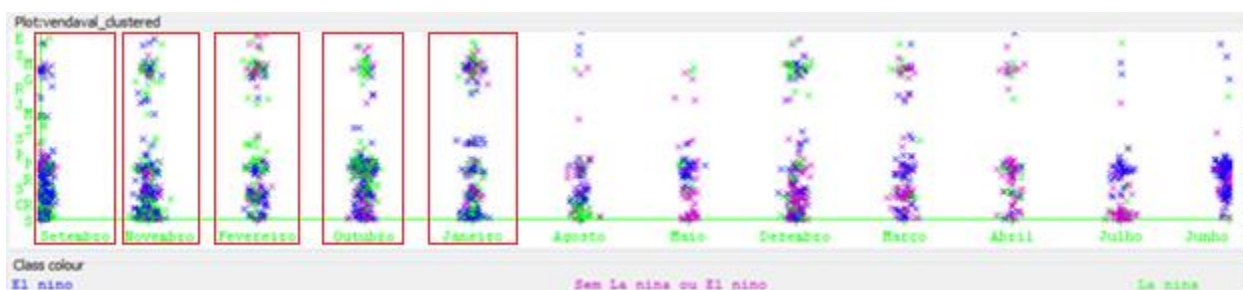 Plot:vendaval_clustered
Setembro Novembro Fevereiro Outubro Janeiro Agosto Maio Dezembro Março Abril Julho Junho
Class colour
El nino Sem La nina ou El nino La nina